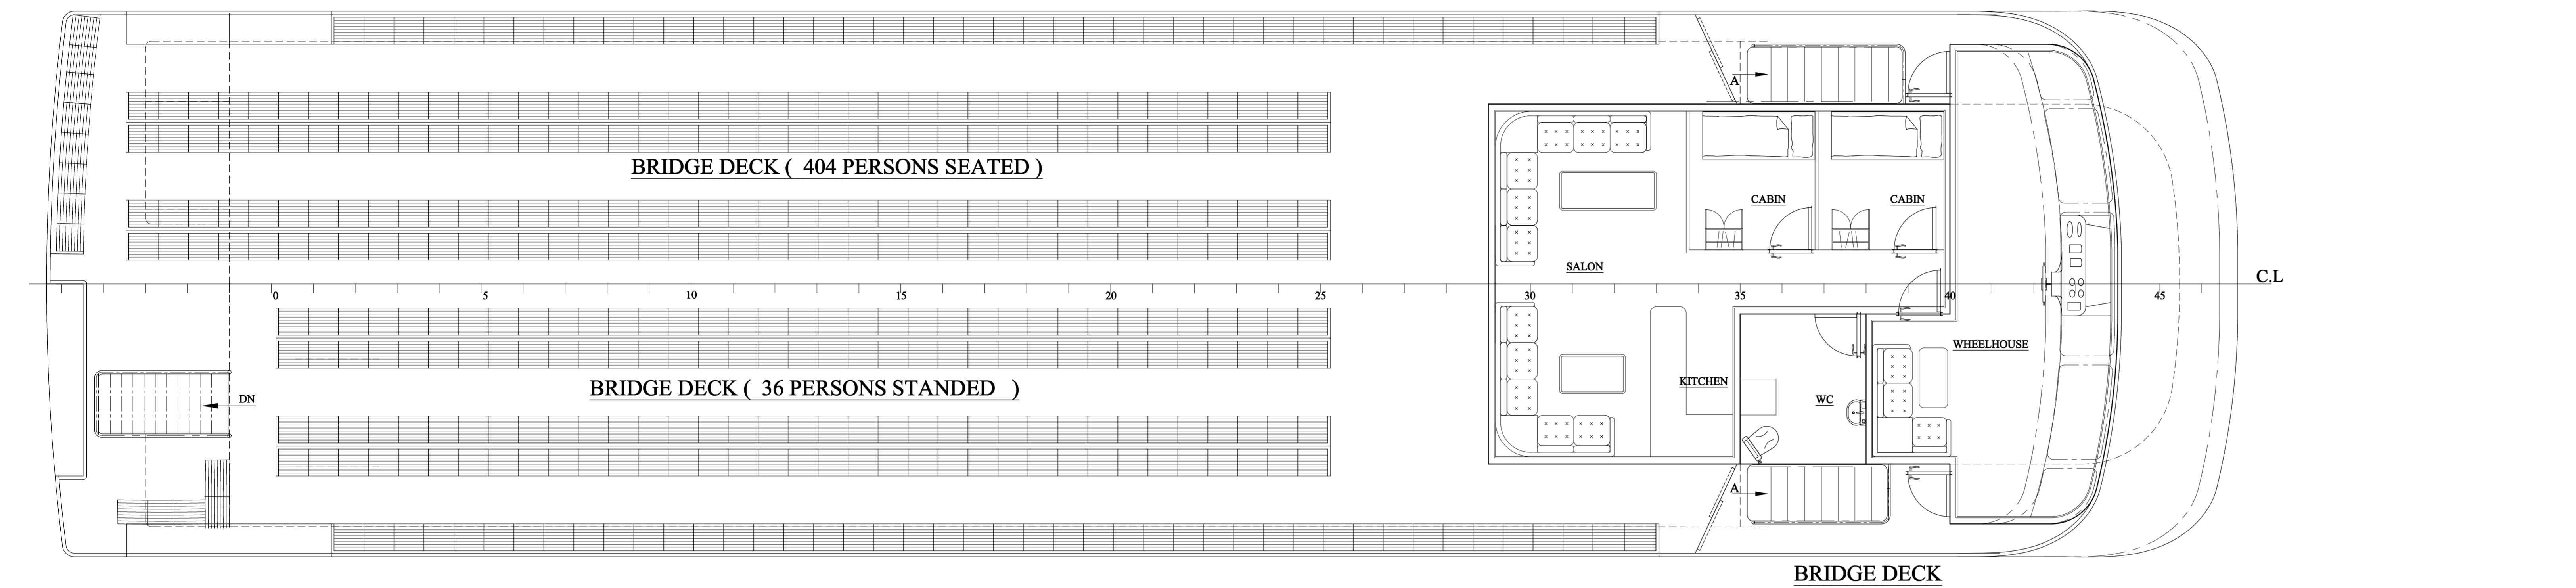 A
BRIDGE DECK ( 404 PERSONS SEATED )
CABIN
CABIN
SALON
C.L
0 5 10 15 20 25 30 35 40 45
WHEELHOUSE
BRIDGE DECK ( 36 PERSONS STANDED )
KITCHEN
DN
WC
A
BRIDGE DECK